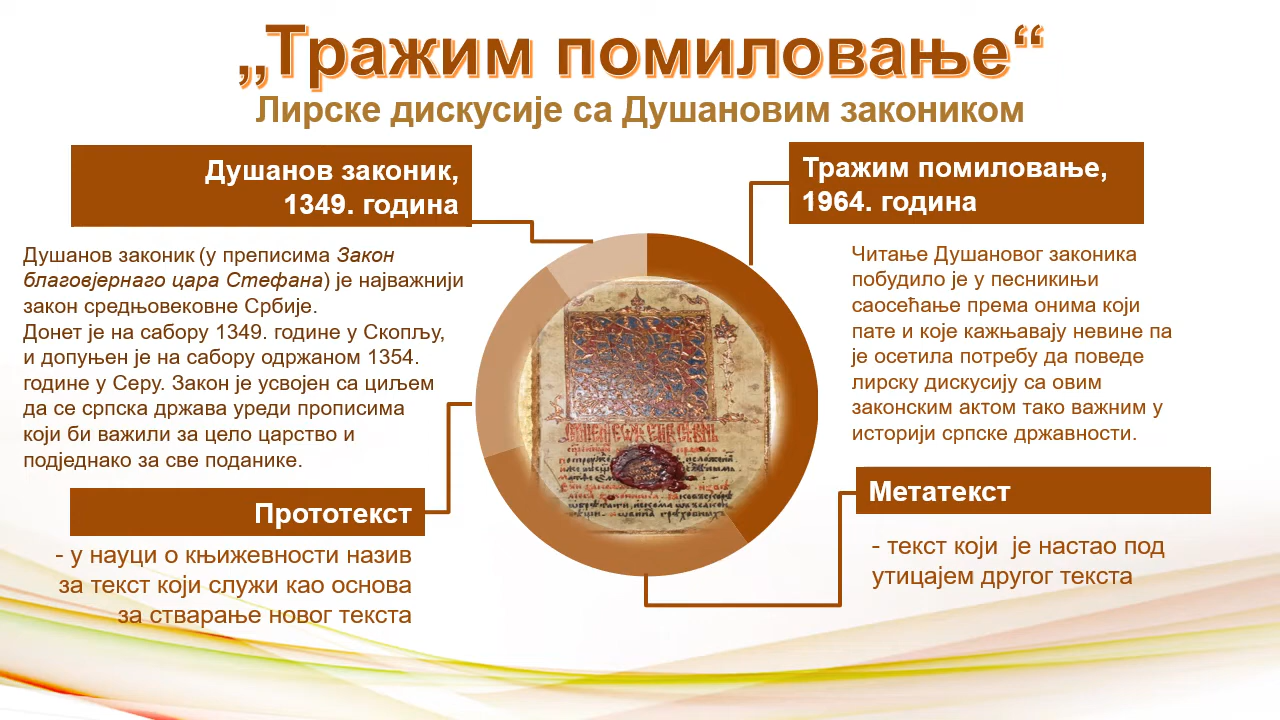 „Тражим помиловање“
Лирске дискусије са Душановим закоником
Душанов законик,
1349. година
Душанов законик (у преписима Закон
благовјернаго цара Стефана) је најважнији
закон средњовековне Србије.
Донет је на сабору 1349. године у Скопљу,
и допуњен је на сабору одржаном 1354.
године у Серу. Закон је усвојен са циљем
да се српска држава уреди прописима
који би важили за цело царство и
подједнако за све поданике.
Прототекст
- у науци о књижевности назив
за текст који служи као основа
за стварање новог текста
Тражим помиловање,
1964. година
Читање Душановог законика
побудило је у песникињи
саосећање према онима који
пате и које кажњавају невине па
је осетила потребу да поведе
лирску дискусију са овим
законским актом тако важним у
историји српске државности.
Метатекст
- текст који  је настао под
утицајем другог текста